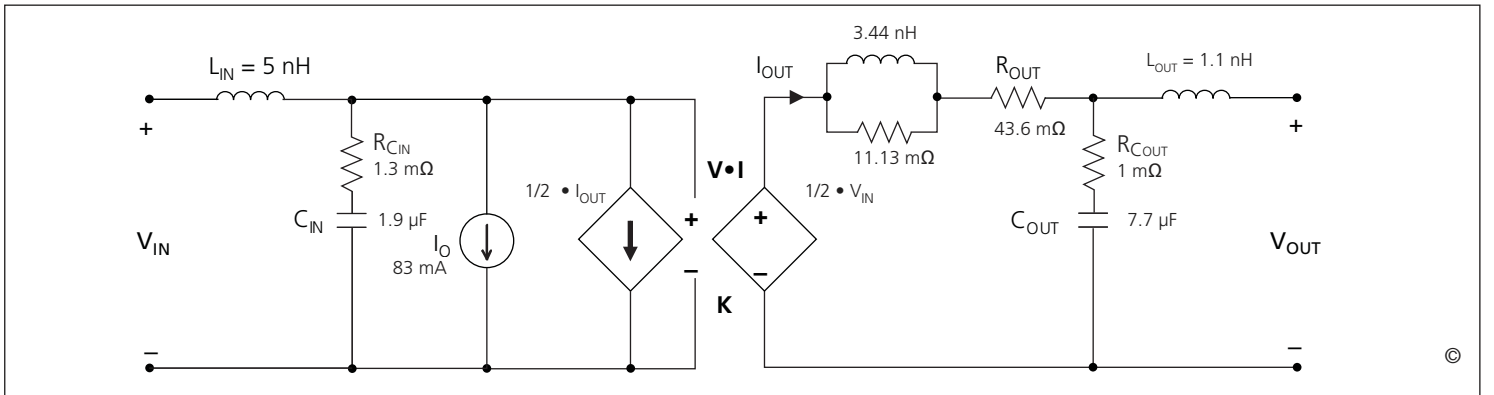 L_IN = 5 nH
+
R_CIN
1.3 mΩ
C_IN
1.9 µF
V_IN
–
I_O
83 mA
1/2 • I_OUT
+
–
V•I
K
+
–
1/2 • V_IN
I_OUT
3.44 nH
11.13 mΩ
R_OUT
43.6 mΩ
L_OUT = 1.1 nH
R_COUT
1 mΩ
C_OUT
7.7 µF
+
V_OUT
–
©